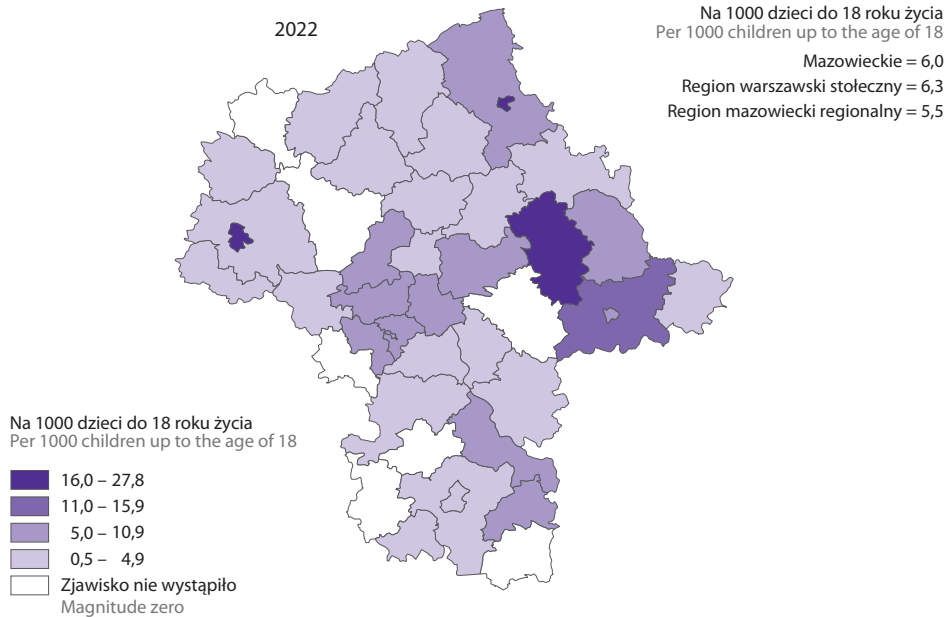 2022
Na 1000 dzieci do 18 roku życia
Per 1000 children up to the age of 18
Mazowieckie = 6,0
Region warszawski stołeczny = 6,3
Region mazowiecki regionalny = 5,5
Na 1000 dzieci do 18 roku życia
Per 1000 children up to the age of 18
16,0 – 27,8
11,0 – 15,9
5,0 – 10,9
0,5 – 4,9
Zjawisko nie wystąpiło
Magnitude zero